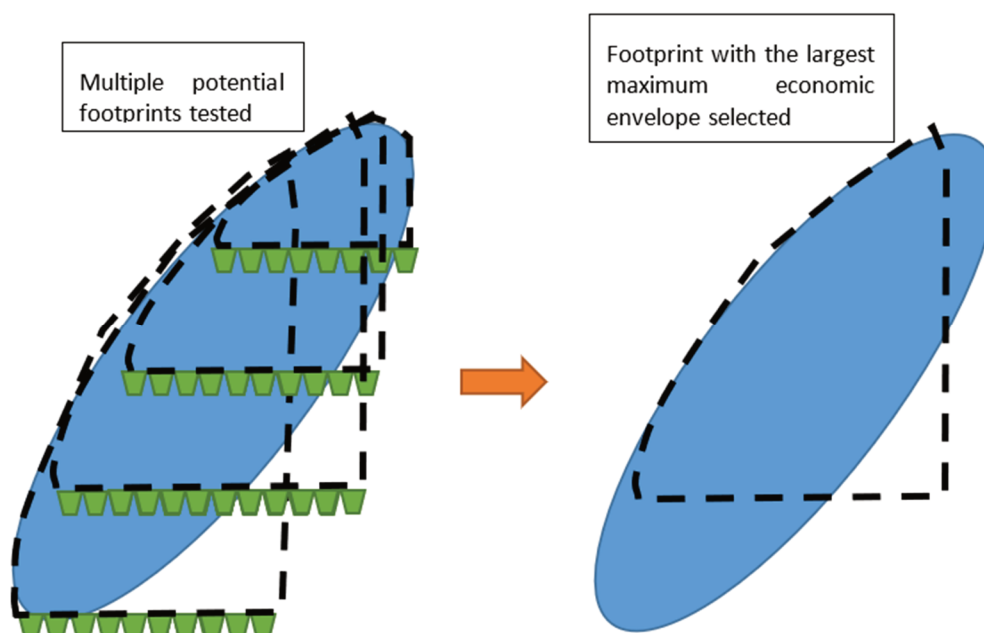 Multiple potential
footprints tested
Footprint with the largest
maximum economic
envelope selected